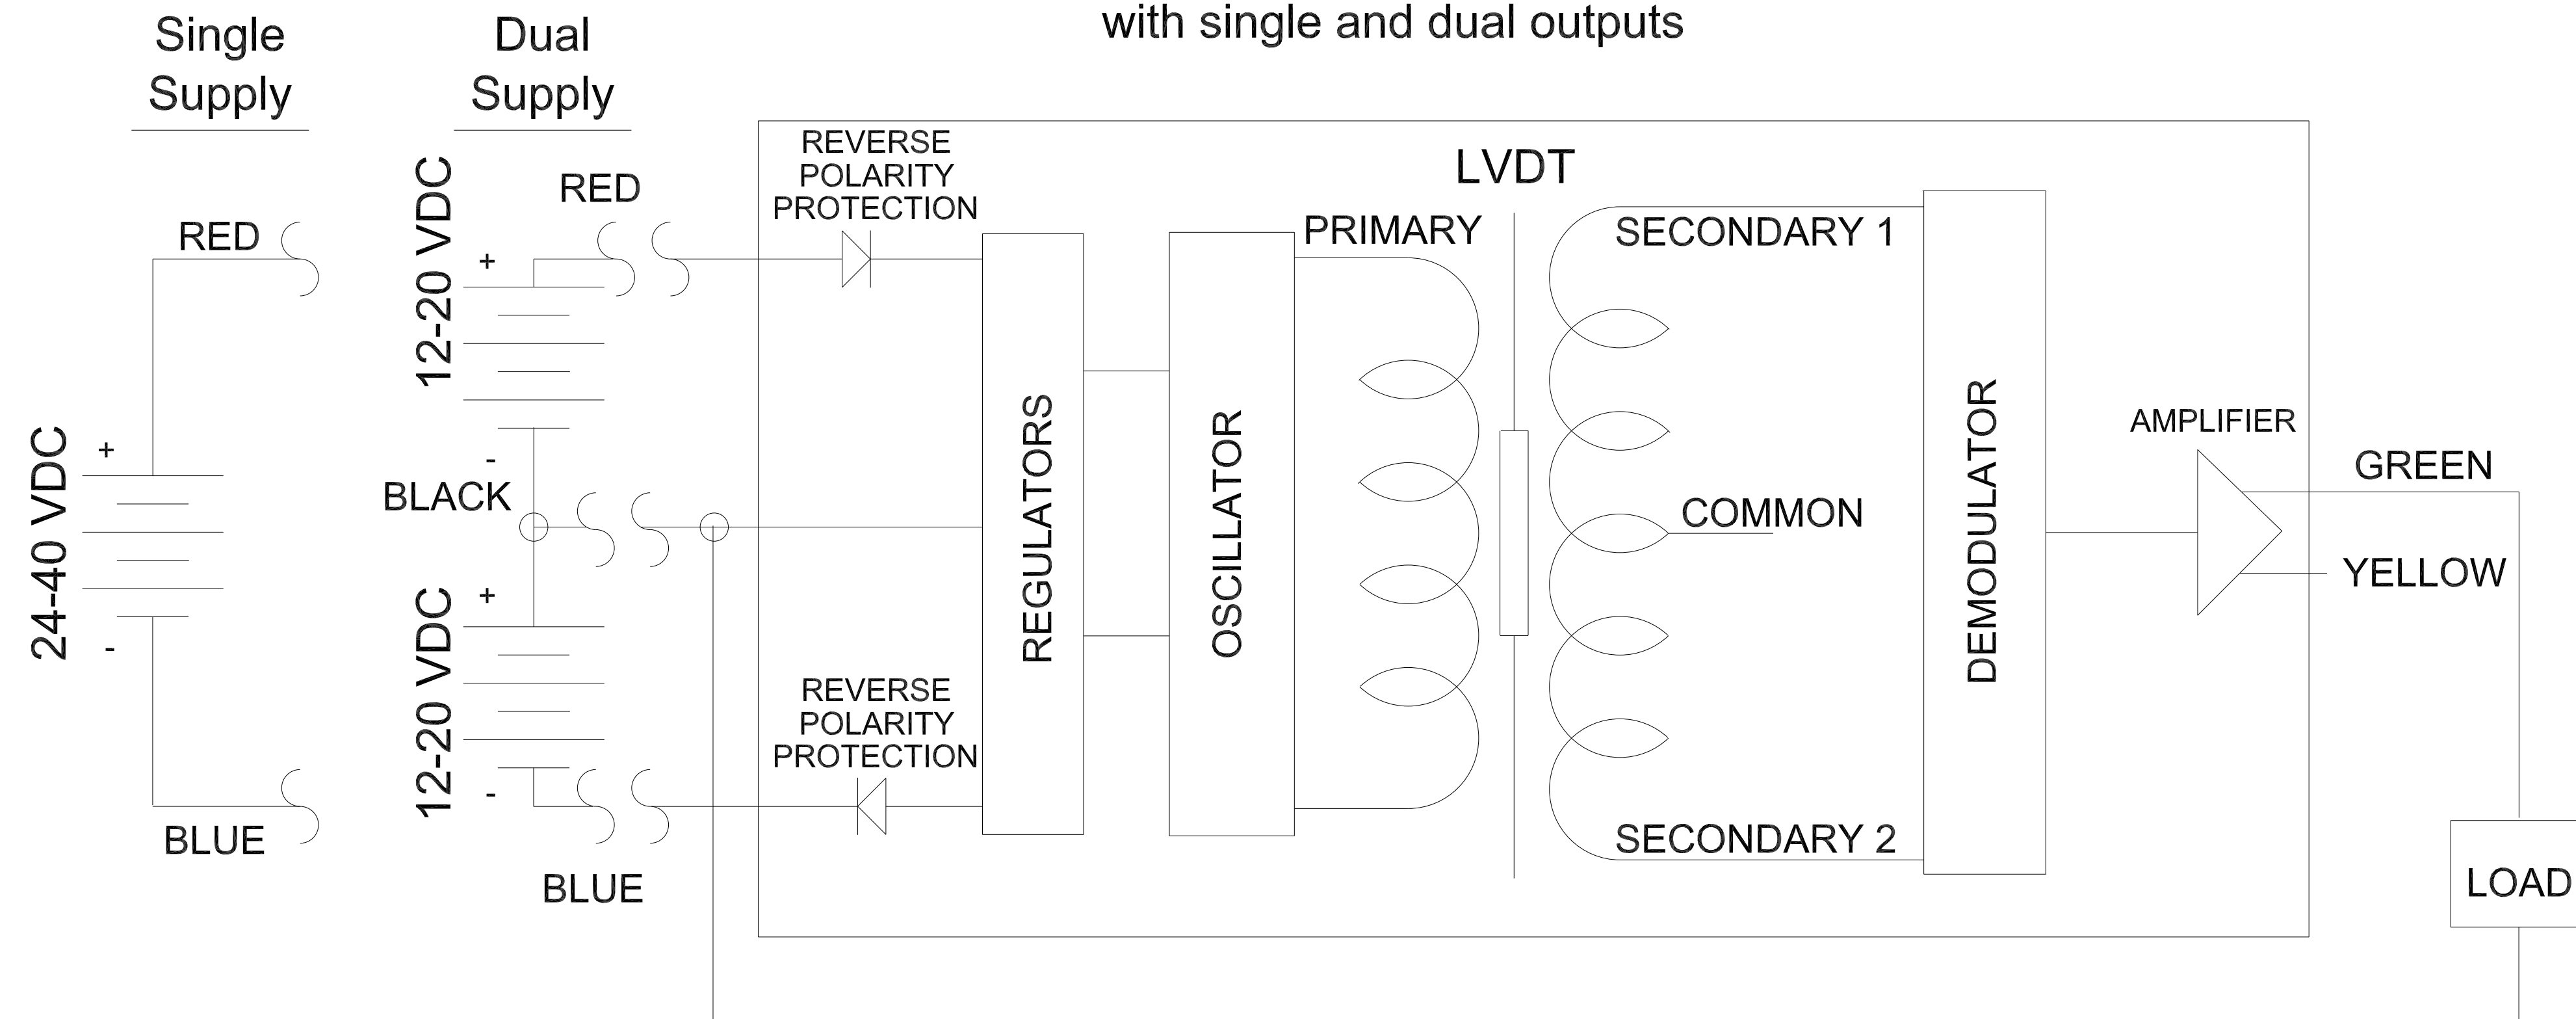 with single and dual outputs
Single
Supply
Dual
Supply
RED
BLUE
24-40 VDC
+
-
12-20 VDC
+
-
RED
BLACK
12-20 VDC
+
-
BLUE
REVERSE
POLARITY
PROTECTION
REVERSE
POLARITY
PROTECTION
REGULATORS
OSCILLATOR
LVDT
PRIMARY
SECONDARY 1
COMMON
SECONDARY 2
DEMODULATOR
AMPLIFIER
GREEN
YELLOW
LOAD